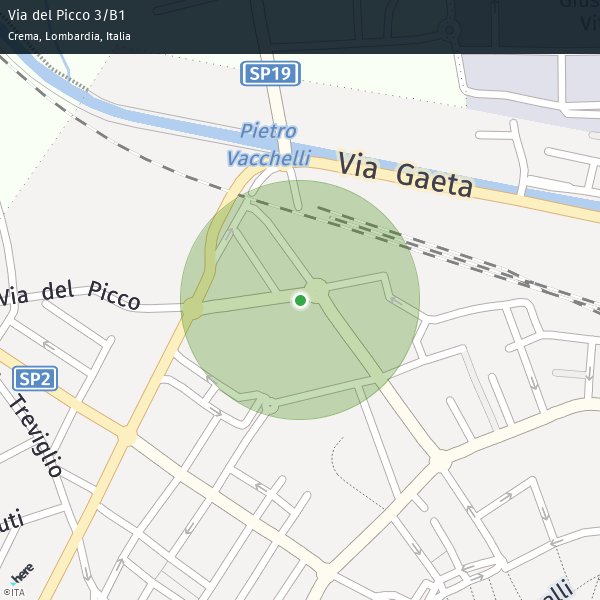 Via del Picco 3/B1
Crema, Lombardia, Italia
SP19
Pietro
Vacchelli
Via Gaeta
Via del Picco
SP2
Treviglio
uti
elli
here
©ITA